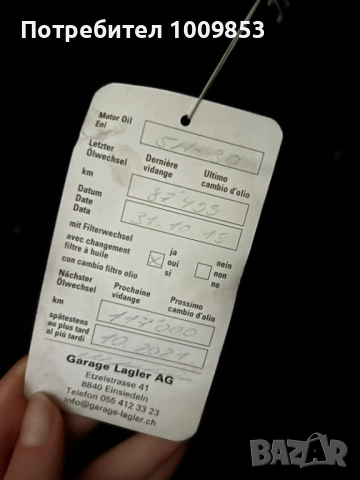 Потребител 1009853
Motor Oil
Eni
Letzter Dernière Ultimo
Ölwechsel vidange cambio d'olio
km 87'499
Datum
Date 31.10.15
Data
mit Filterwechsel ja nein
avec changement oui non
filtre à huile
con cambio filtro olio si no
Nächster Prochaine Prossimo
Ölwechsel vidange cambio d'olio
km 117'000
spätestens
au plus tard 10.2021
al più tardi
Garage Lagler AG
Etzelstrasse 41
8840 Einsiedeln
Telefon 055 412 33 23
info@garage-lagler.ch
BAZAR